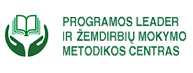 PROGRAMOS LEADER
IR ŽEMDIRBIŲ MOKYMO
METODIKOS CENTRAS